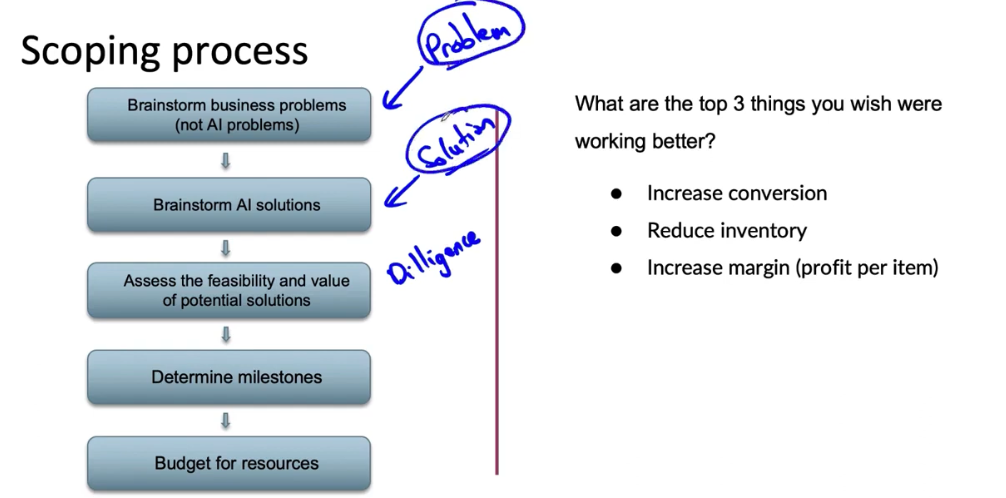 Scoping process
Problem
Brainstorm business problems
(not AI problems)
Solution
Brainstorm AI solutions
Dilligence
Assess the feasibility and value
of potential solutions
Determine milestones
Budget for resources
What are the top 3 things you wish were
working better?
● Increase conversion
● Reduce inventory
● Increase margin (profit per item)